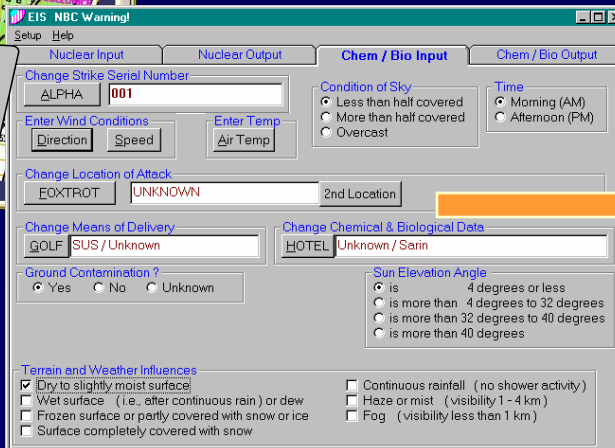 EIS NBC Warning!
Setup Help
Nuclear Input Nuclear Output Chem / Bio Input Chem / Bio Output
Change Strike Serial Number
ALPHA 001
Condition of Sky
Less than half covered
More than half covered
Overcast
Time
Morning (AM)
Afternoon (PM)
Enter Wind Conditions
Direction Speed
Enter Temp
Air Temp
Change Location of Attack
FOXTROT UNKNOWN 2nd Location
Change Means of Delivery
GOLF SUS / Unknown
Change Chemical & Biological Data
HOTEL Unknown / Sarin
Ground Contamination ?
Yes No Unknown
Sun Elevation Angle
is 4 degrees or less
is more than 4 degrees to 32 degrees
is more than 32 degrees to 40 degrees
is more than 40 degrees
Terrain and Weather Influences
Dry to slightly moist surface
Wet surface ( i.e., after continuous rain ) or dew
Frozen surface or partly covered with snow or ice
Surface completely covered with snow
Continuous rainfall ( no shower activity )
Haze or mist ( visibility 1 - 4 km )
Fog ( visibility less than 1 km )